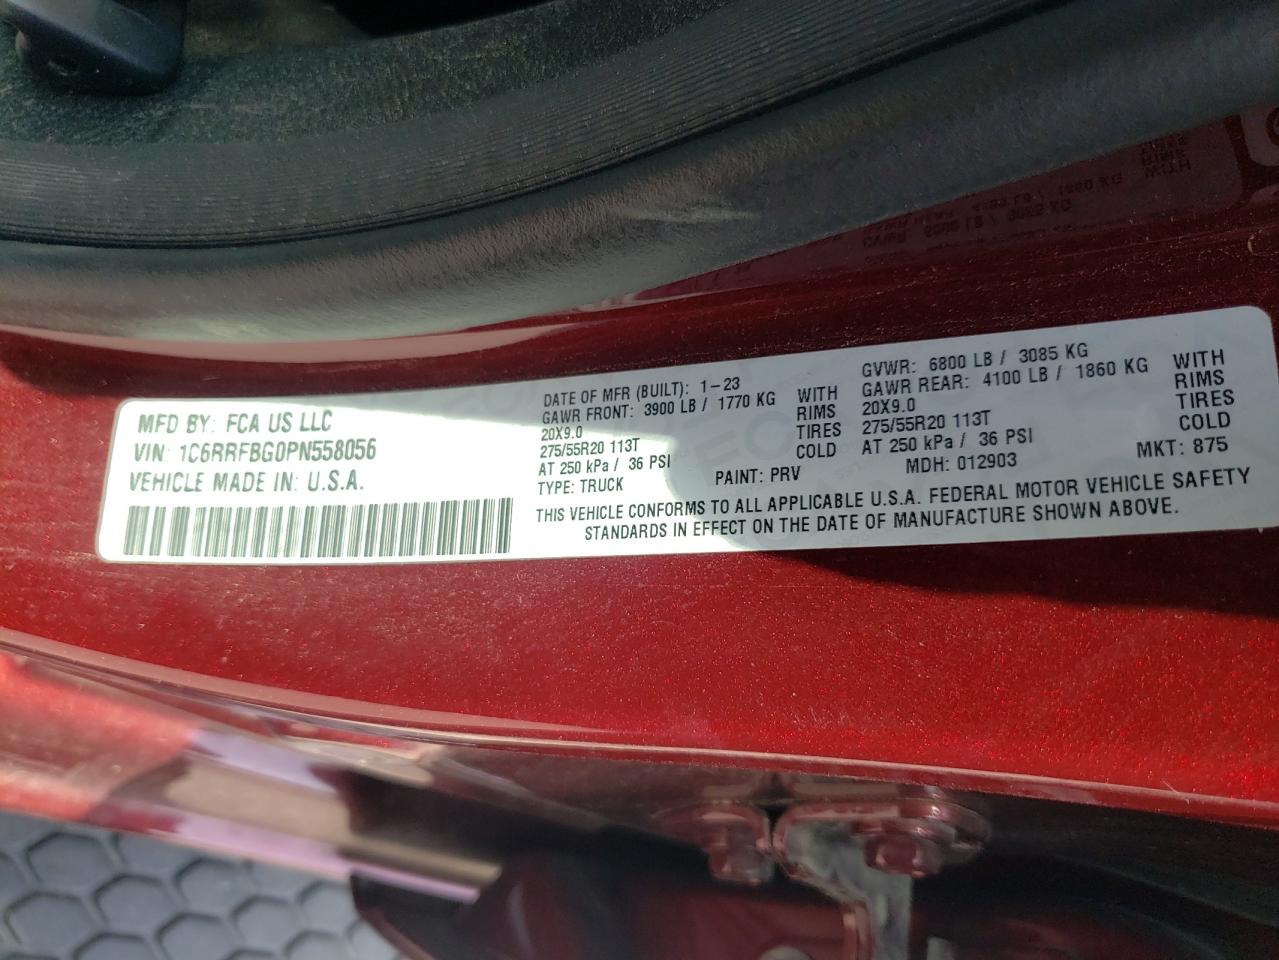 MFD BY: FCA US LLC
VIN: 1C6RRFBG0PN558056
VEHICLE MADE IN: U.S.A.
DATE OF MFR (BUILT): 1-23
GAWR FRONT: 3900 LB / 1770 KG WITH
20X9.0 RIMS
275/55R20 113T TIRES
AT 250 kPa / 36 PSI COLD
TYPE: TRUCK PAINT: PRV
GVWR: 6800 LB / 3085 KG
GAWR REAR: 4100 LB / 1860 KG WITH
20X9.0 RIMS
275/55R20 113T TIRES
AT 250 kPa / 36 PSI COLD
MDH: 012903 MKT: 875
THIS VEHICLE CONFORMS TO ALL APPLICABLE U.S.A. FEDERAL MOTOR VEHICLE SAFETY
STANDARDS IN EFFECT ON THE DATE OF MANUFACTURE SHOWN ABOVE.